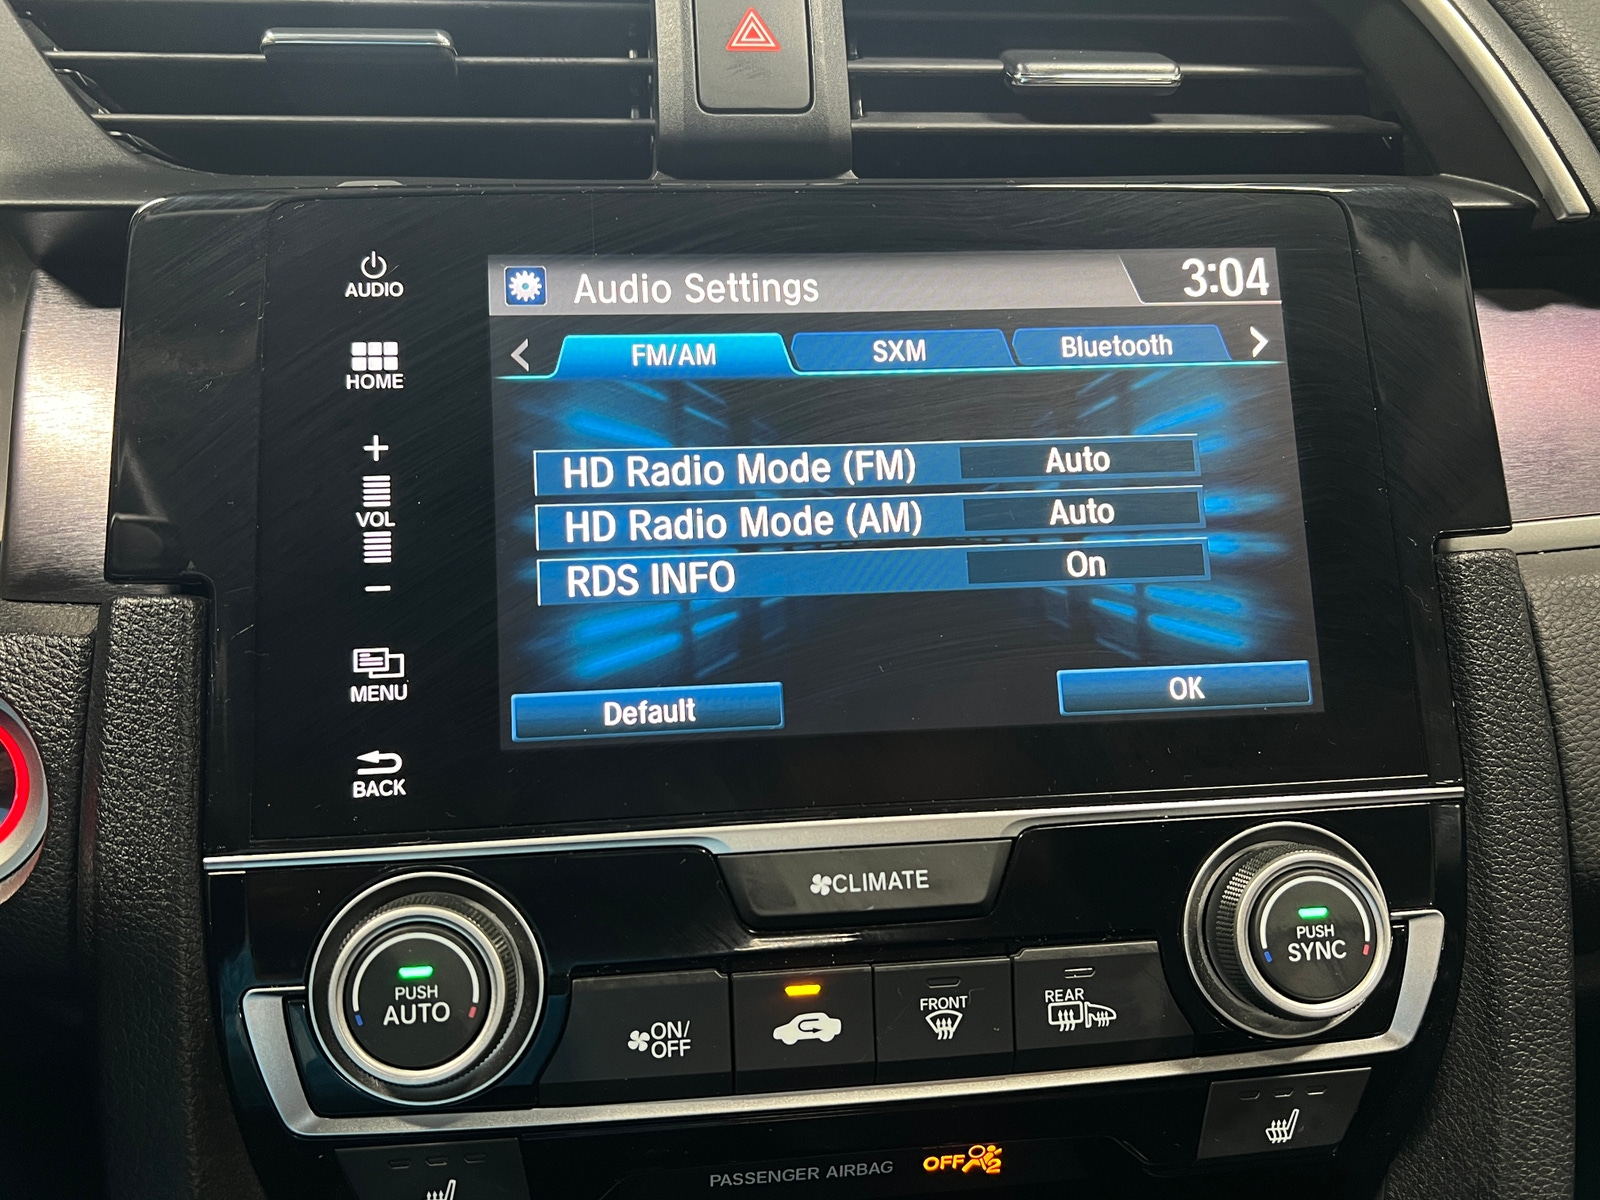 AUDIO
HOME
+
VOL
−
MENU
BACK
Audio Settings 3:04
< FM/AM SXM Bluetooth >
HD Radio Mode (FM) Auto
HD Radio Mode (AM) Auto
RDS INFO On
Default OK
CLIMATE
PUSH
AUTO
ON/
OFF
FRONT
REAR
PUSH
SYNC
PASSENGER AIRBAG OFF 2